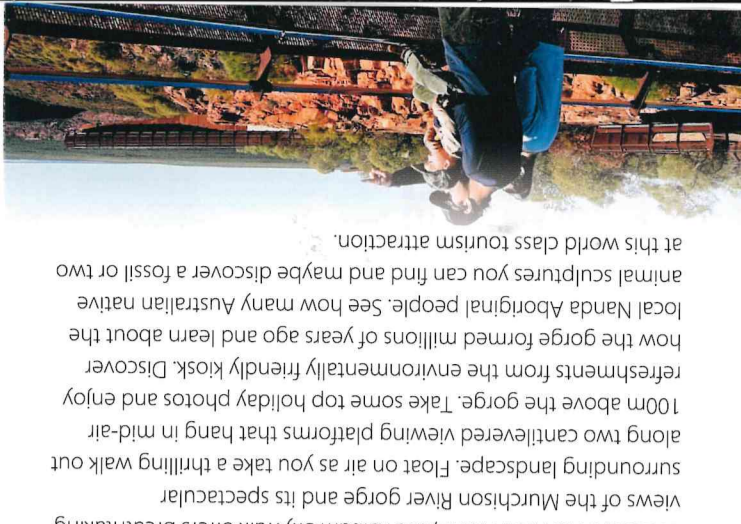 views of the Murchison River gorge and its spectacular
surrounding landscape. Float on air as you take a thrilling walk out
along two cantilevered viewing platforms that hang in mid-air
100m above the gorge. Take some top holiday photos and enjoy
refreshments from the environmentally friendly kiosk. Discover
how the gorge formed millions of years ago and learn about the
local Nanda Aboriginal people. See how many Australian native
animal sculptures you can find and maybe discover a fossil or two
at this world class tourism attraction.